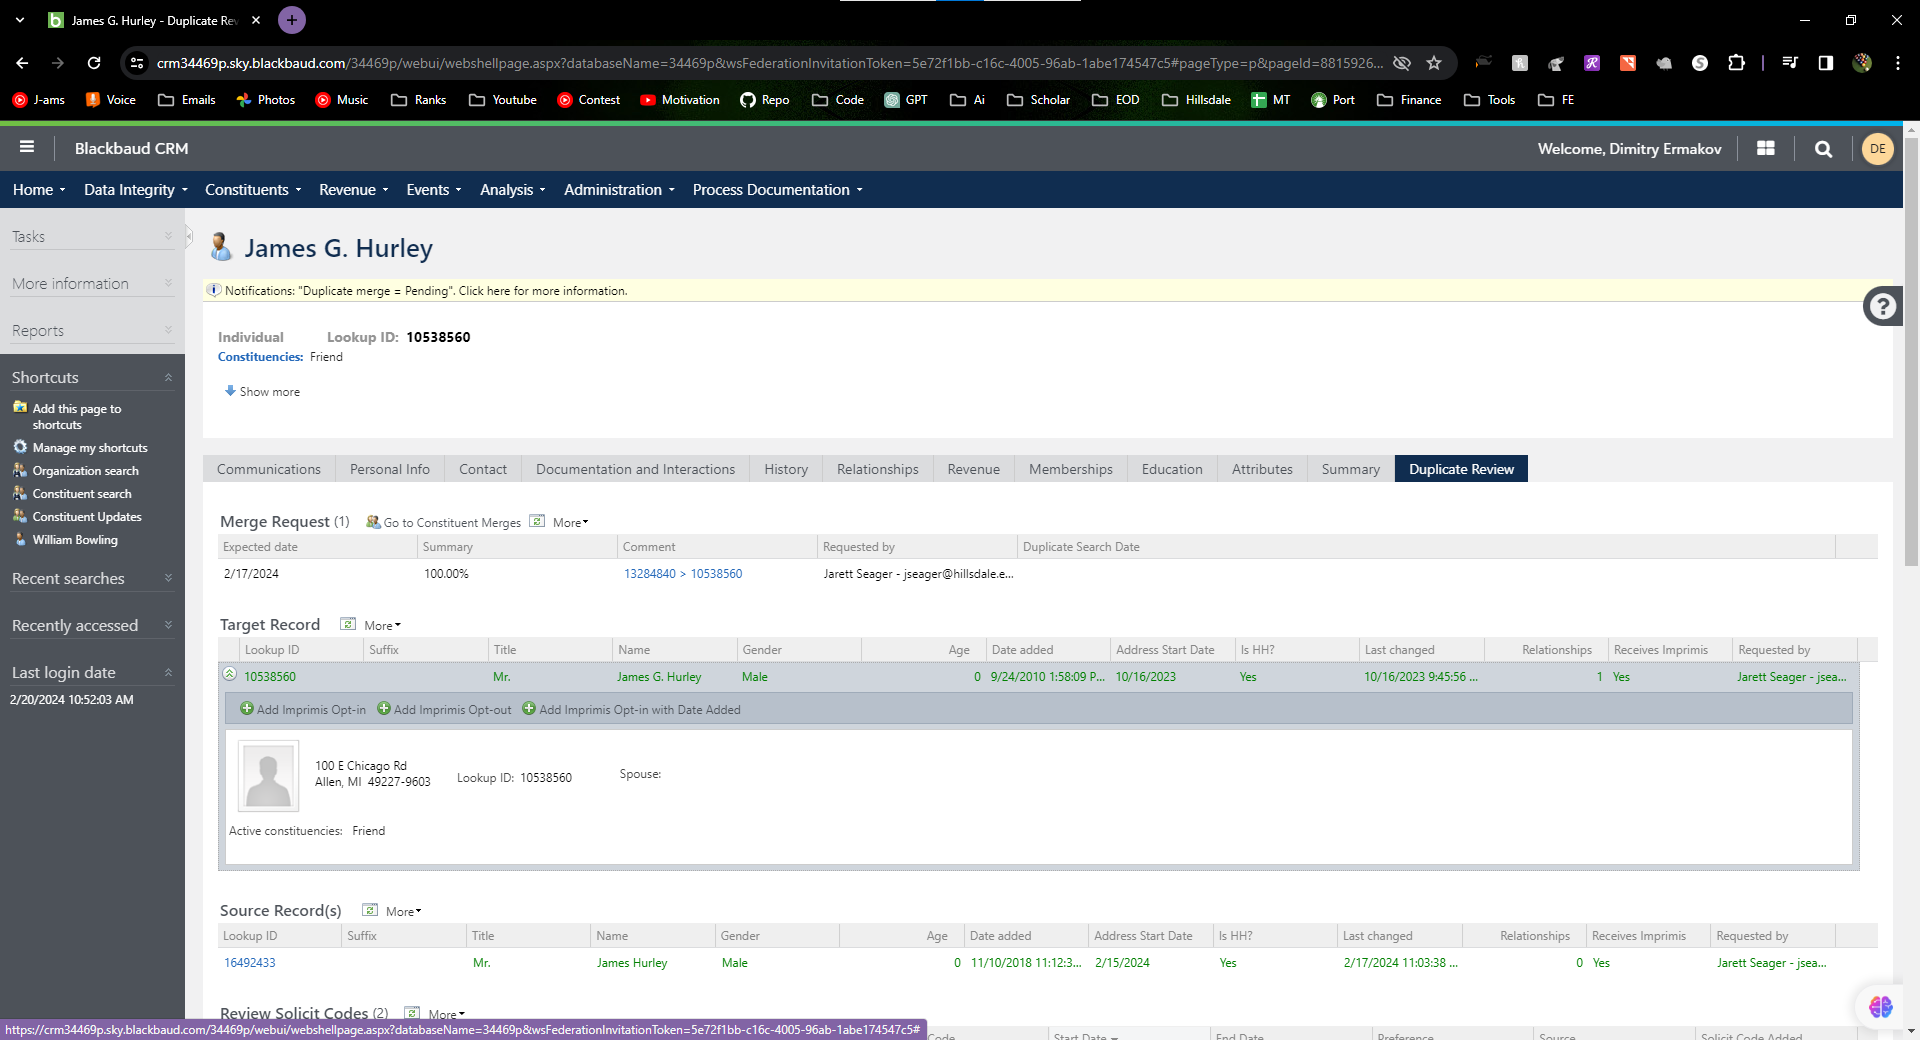 James G. Hurley - Duplicate Rev
crm34469p.sky.blackbaud.com/34469p/webui/webshellpage.aspx?databaseName=34469p&wsFederationInvitationToken=5e72f1bb-c16c-4005-96ab-1abe174547c5#pageType=p&pageId=8815926...
J-ams Voice Emails Photos Music Ranks Youtube Contest Motivation Repo Code GPT Ai Scholar EOD Hillsdale MT Port Finance Tools FE
Blackbaud CRM
Welcome, Dimitry Ermakov
DE
Home Data Integrity Constituents Revenue Events Analysis Administration Process Documentation
Tasks
More information
Reports
Shortcuts
Add this page to
shortcuts
Manage my shortcuts
Organization search
Constituent search
Constituent Updates
William Bowling
Recent searches
Recently accessed
Last login date
2/20/2024 10:52:03 AM
James G. Hurley
Notifications: "Duplicate merge = Pending". Click here for more information.
?
Individual Lookup ID: 10538560
Constituencies: Friend
Show more
Communications Personal Info Contact Documentation and Interactions History Relationships Revenue Memberships Education Attributes Summary Duplicate Review
Merge Request (1) Go to Constituent Merges More
Expected date Summary Comment Requested by Duplicate Search Date
2/17/2024 100.00% 13284840 > 10538560 Jarett Seager - jseager@hillsdale.e...
Target Record More
Lookup ID Suffix Title Name Gender Age Date added Address Start Date Is HH? Last changed Relationships Receives Imprimis Requested by
10538560 Mr. James G. Hurley Male 0 9/24/2010 1:58:09 P... 10/16/2023 Yes 10/16/2023 9:45:56 ... 1 Yes Jarett Seager - jsea...
Add Imprimis Opt-in Add Imprimis Opt-out Add Imprimis Opt-in with Date Added
100 E Chicago Rd
Allen, MI 49227-9603
Lookup ID: 10538560
Spouse:
Active constituencies: Friend
Source Record(s) More
Lookup ID Suffix Title Name Gender Age Date added Address Start Date Is HH? Last changed Relationships Receives Imprimis Requested by
16492433 Mr. James Hurley Male 0 11/10/2018 11:12:3... 2/15/2024 Yes 2/17/2024 11:03:38 ... 0 Yes Jarett Seager - jsea...
Review Solicit Codes (2) More
Code Start Date End Date Preference Source Solicit Code Added
https://crm34469p.sky.blackbaud.com/34469p/webui/webshellpage.aspx?databaseName=34469p&wsFederationInvitationToken=5e72f1bb-c16c-4005-96ab-1abe174547c5#